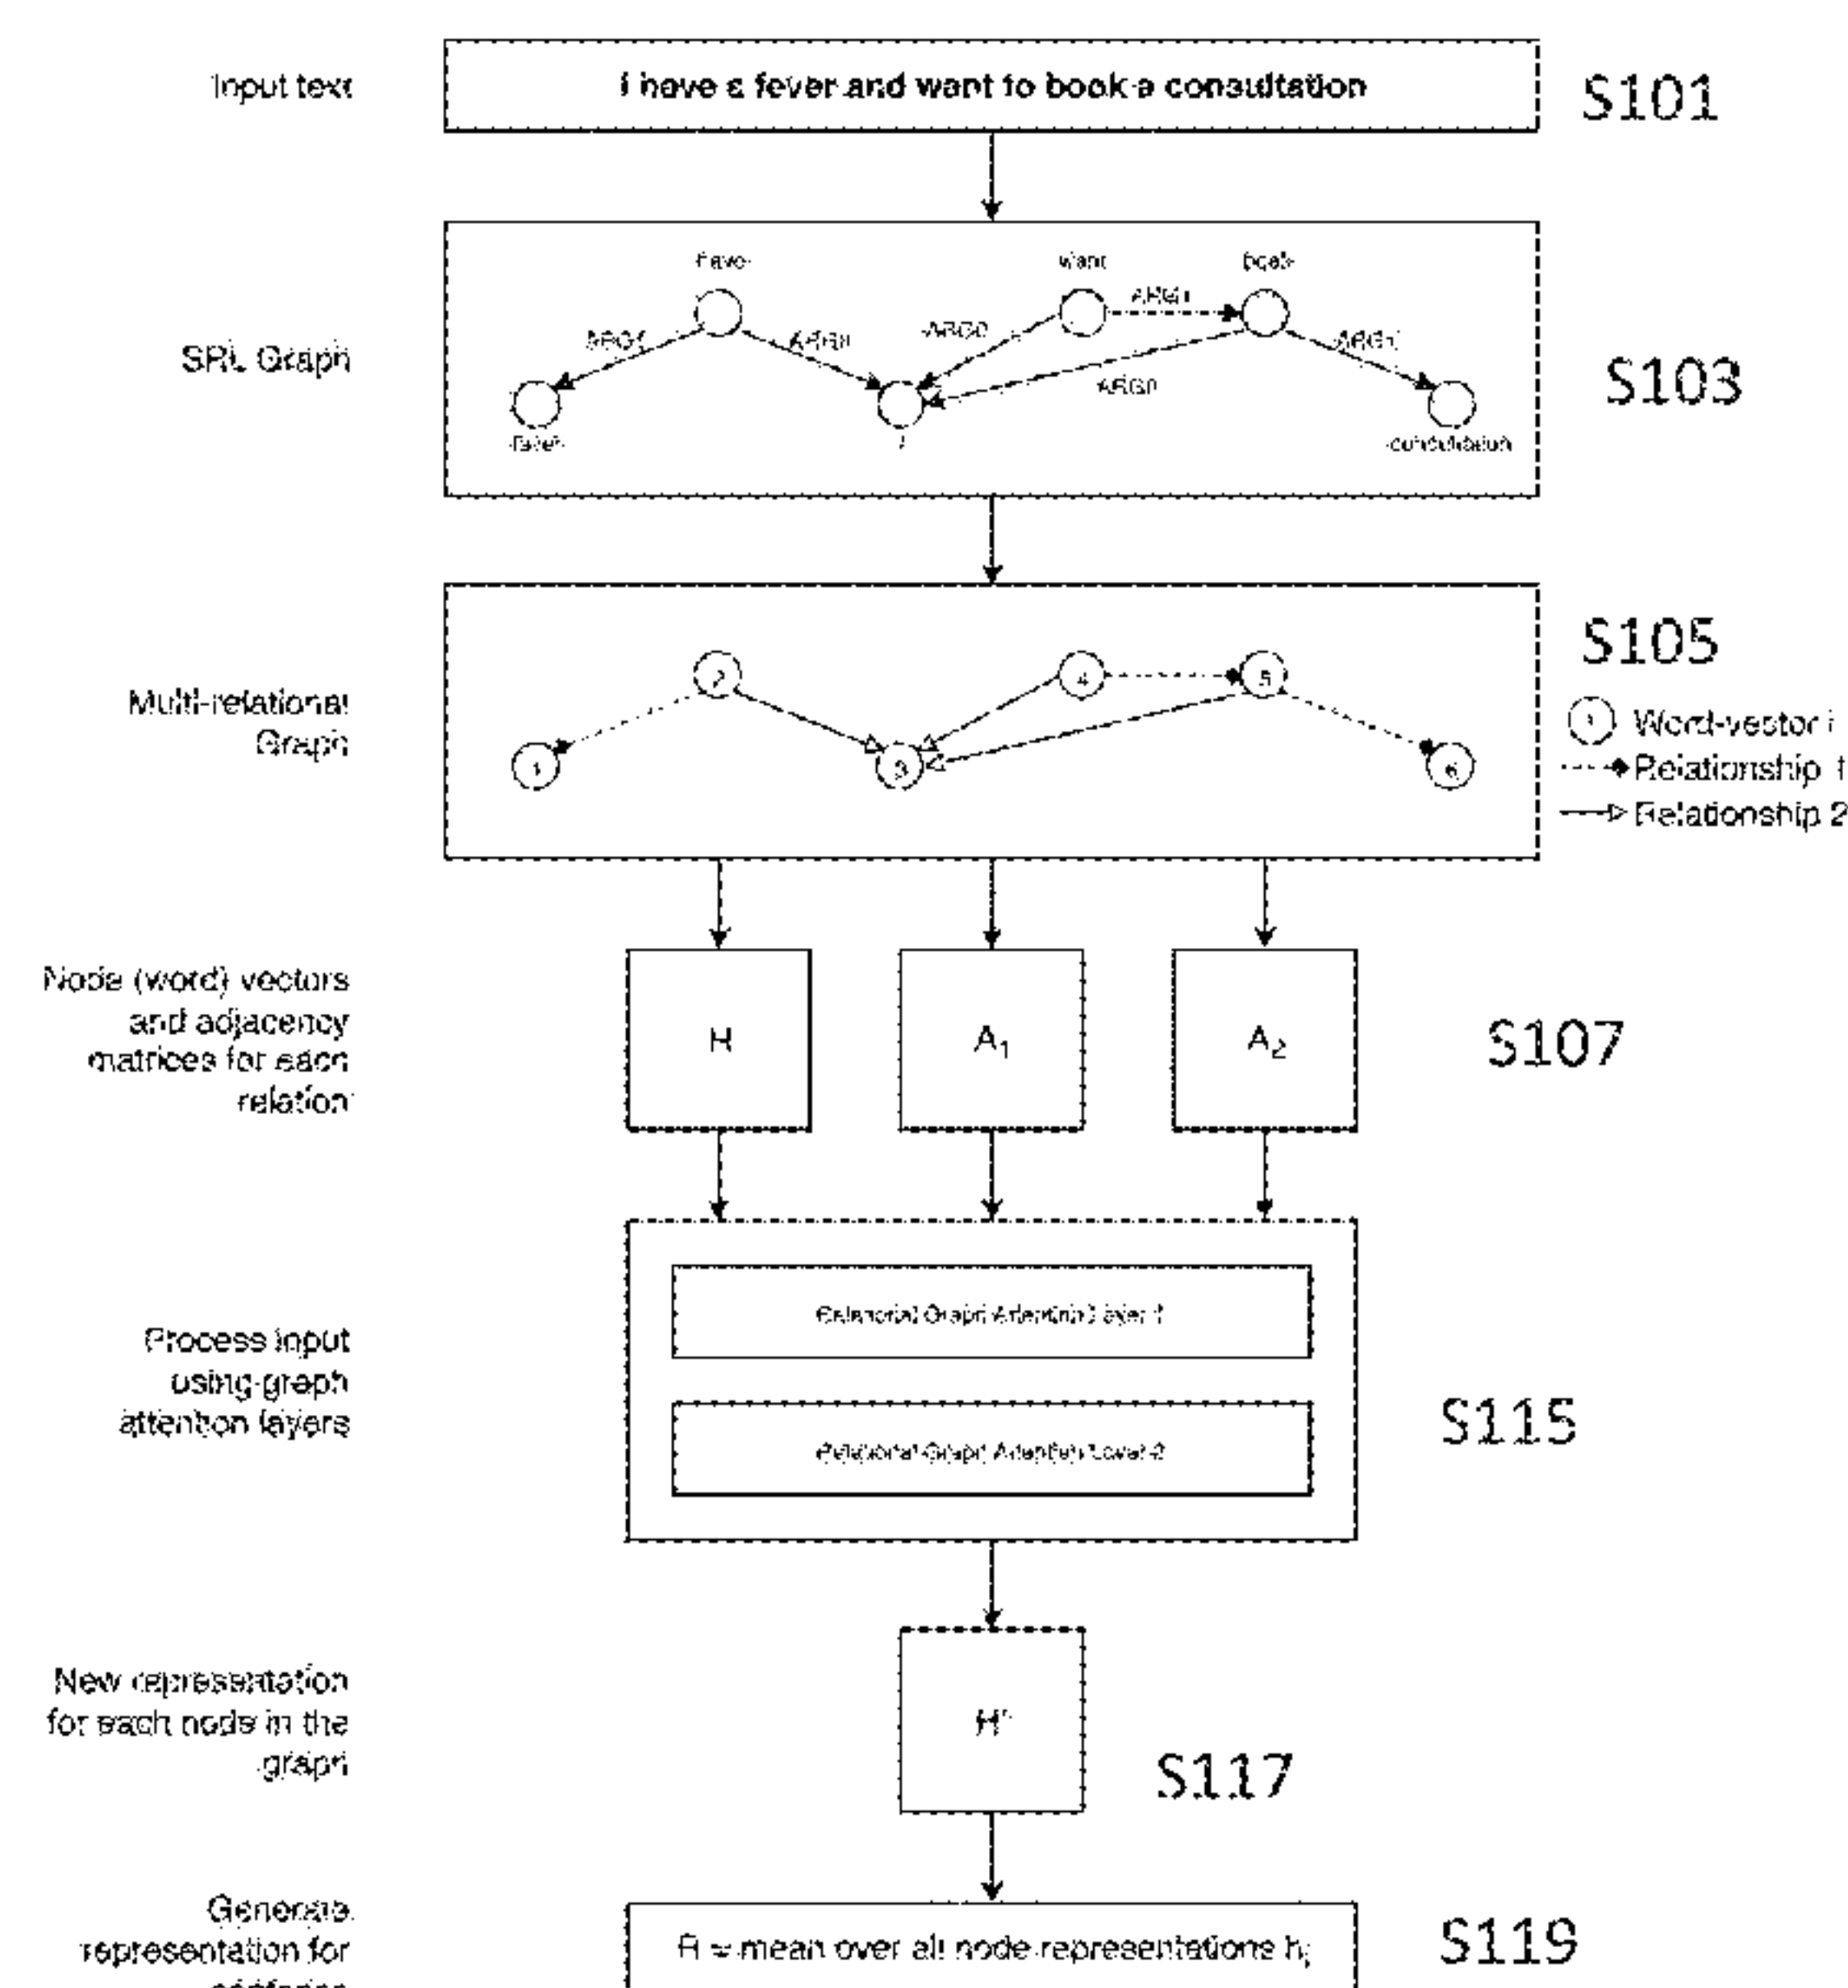 Input text
I have a fever and want to book a consultation
S101
have
want
book
ARG1
ARG1
ARG0
ARG0
ARG1
ARG0
SRL Graph
S103
fever
I
consultation
S105
Multi-relational
Graph
2
4
5
1
3
6
1 Word-vector i
Relationship 1
Relationship 2
Node (word) vectors
and adjacency
matrices for each
relation
H
A₁
A₂
S107
Process input
using graph
attention layers
Relational Graph Attention Layer 1
Relational Graph Attention Layer 2
S115
New representation
for each node in the
graph
S117
Generate
representation for
S119
= mean over all node representations hⱼ